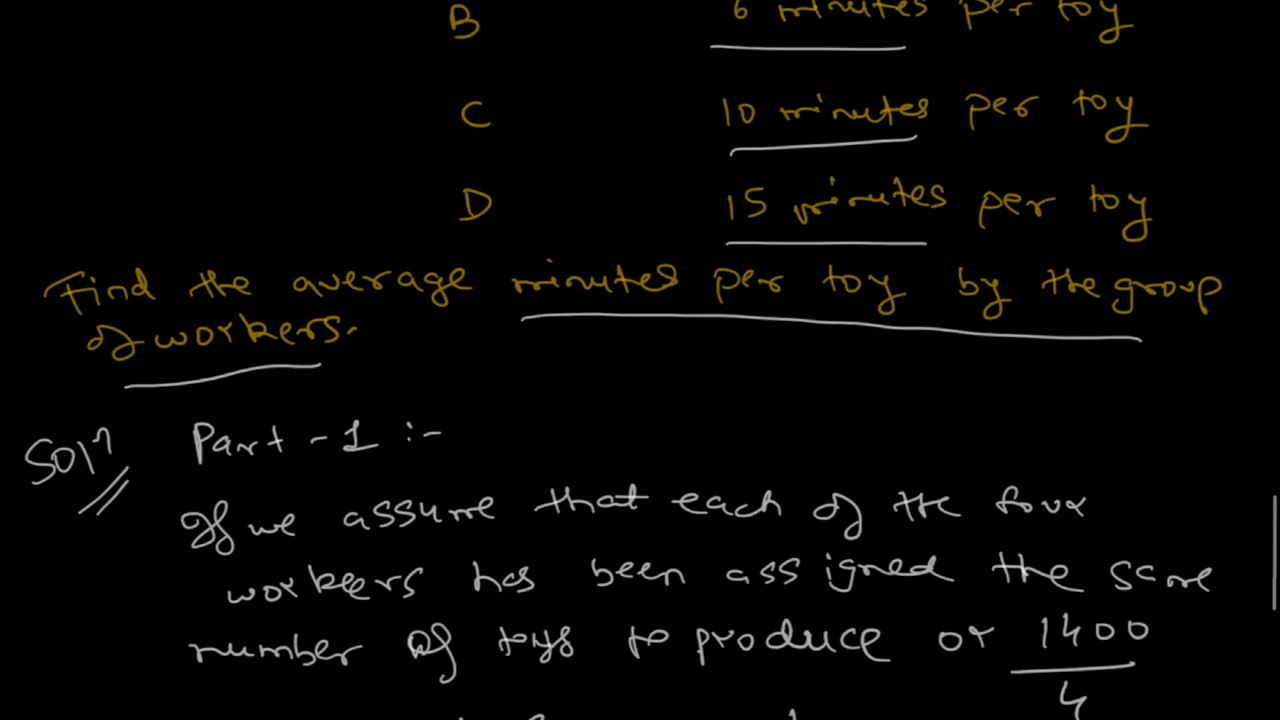 B 6 minutes per toy
C 10 minutes per toy
D 15 minutes per toy
Find the average minutes per toy by the group
of workers.
Soln Part-1 :-
If we assume that each of the four
workers has been assigned the same
number of toys to produce or 1400
4